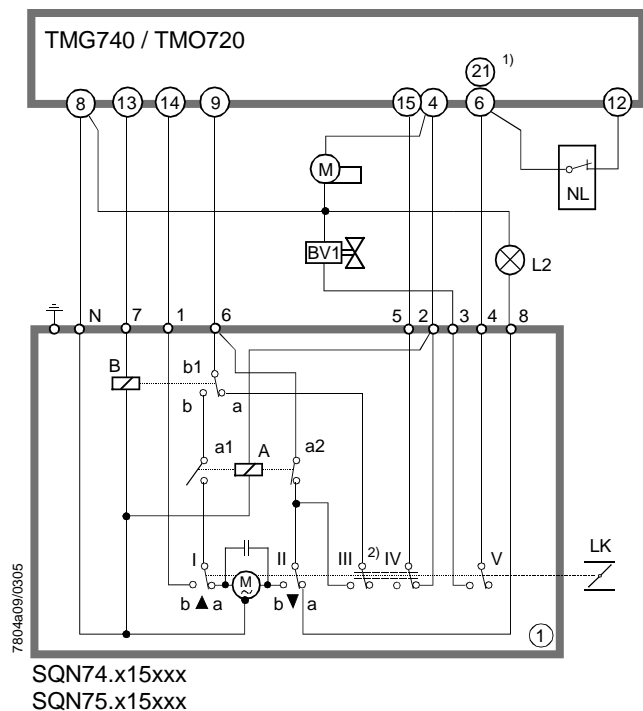 TMG740 / TMO720
21 1)
8 13 14 9 15 4 6 12
M
NL
BV1
L2
N 7 1 6 5 2 3 4 8
B b1
b a
a1 A a2
LK
I II III 2) IV V
M
~
b ▲ a b ▼ a
1
7804a09/0305
SQN74.x15xxx
SQN75.x15xxx